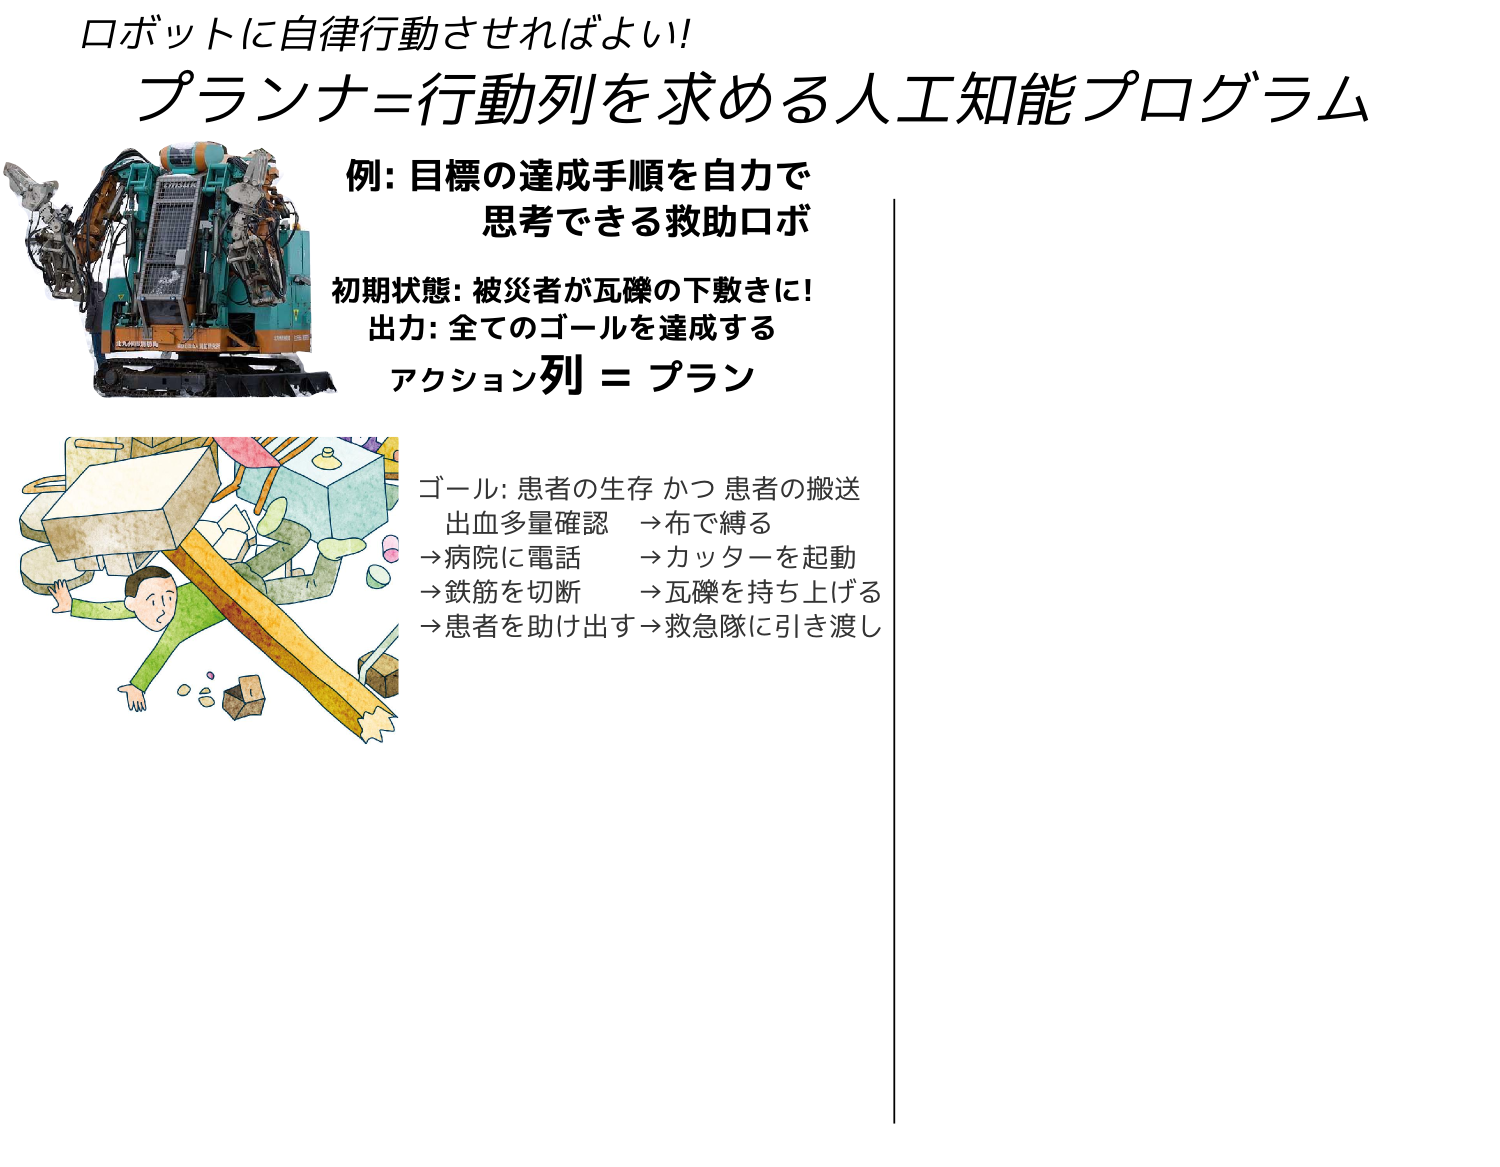 ロボットに自律行動させればよい!
プランナ=行動列を求める人工知能プログラム
例: 目標の達成手順を自力で
思考できる救助ロボ
初期状態: 被災者が瓦礫の下敷きに!
出力: 全てのゴールを達成する
アクション列 = プラン
ゴール: 患者の生存 かつ 患者の搬送
出血多量確認 →布で縛る
→病院に電話 →カッターを起動
→鉄筋を切断 →瓦礫を持ち上げる
→患者を助け出す→救急隊に引き渡し